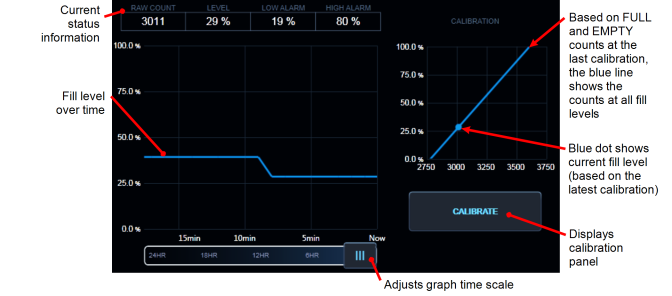 Current
status
information
RAW COUNT LEVEL LOW ALARM HIGH ALARM
3011 29 % 19 % 80 %
100.0 %
75.0 %
50.0 %
25.0 %
0.0 %
15min 10min 5min Now
24HR 18HR 12HR 6HR
Fill level
over time
Adjusts graph time scale
CALIBRATION
100.0 %
75.0 %
50.0 %
25.0 %
0.0 %
2750 3000 3250 3500 3750
CALIBRATE
Based on FULL
and EMPTY
counts at the
last calibration,
the blue line
shows the
counts at all fill
levels
Blue dot shows
current fill level
(based on the
latest calibration)
Displays
calibration
panel